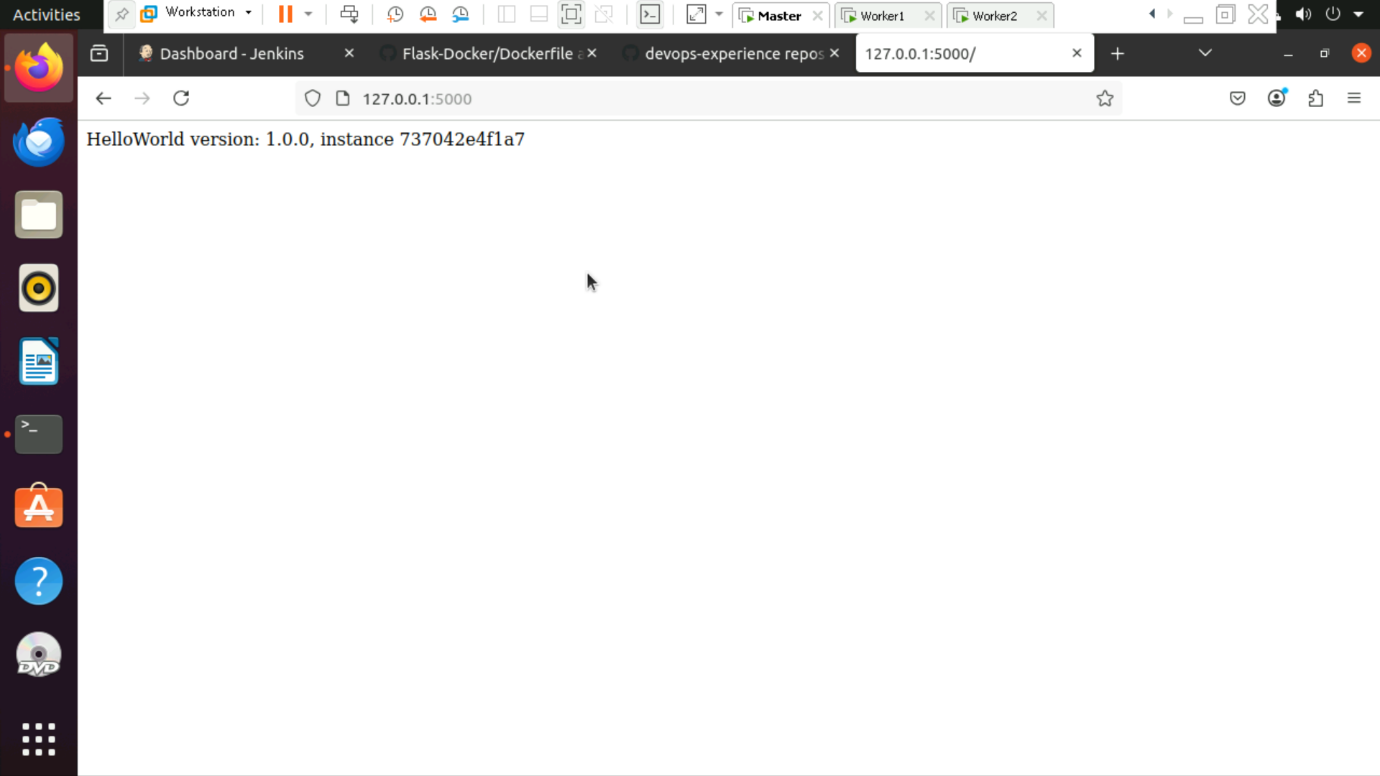 Activities
Workstation
Master
Worker1
Worker2
Dashboard - Jenkins
Flask-Docker/Dockerfile a
devops-experience repos
127.0.0.1:5000/
127.0.0.1:5000
HelloWorld version: 1.0.0, instance 737042e4f1a7
>_
A
?
DVD